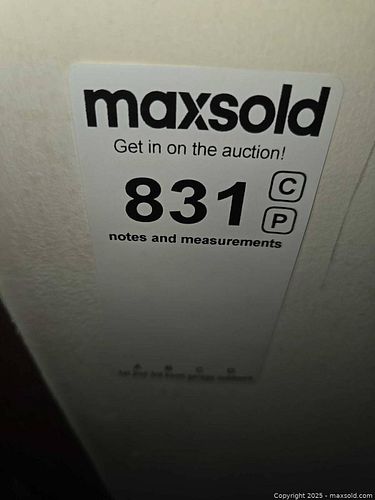 maxsold
Get in on the auction!
831
C
P
notes and measurements
A B C D
Copyright 2025 - maxsold.com